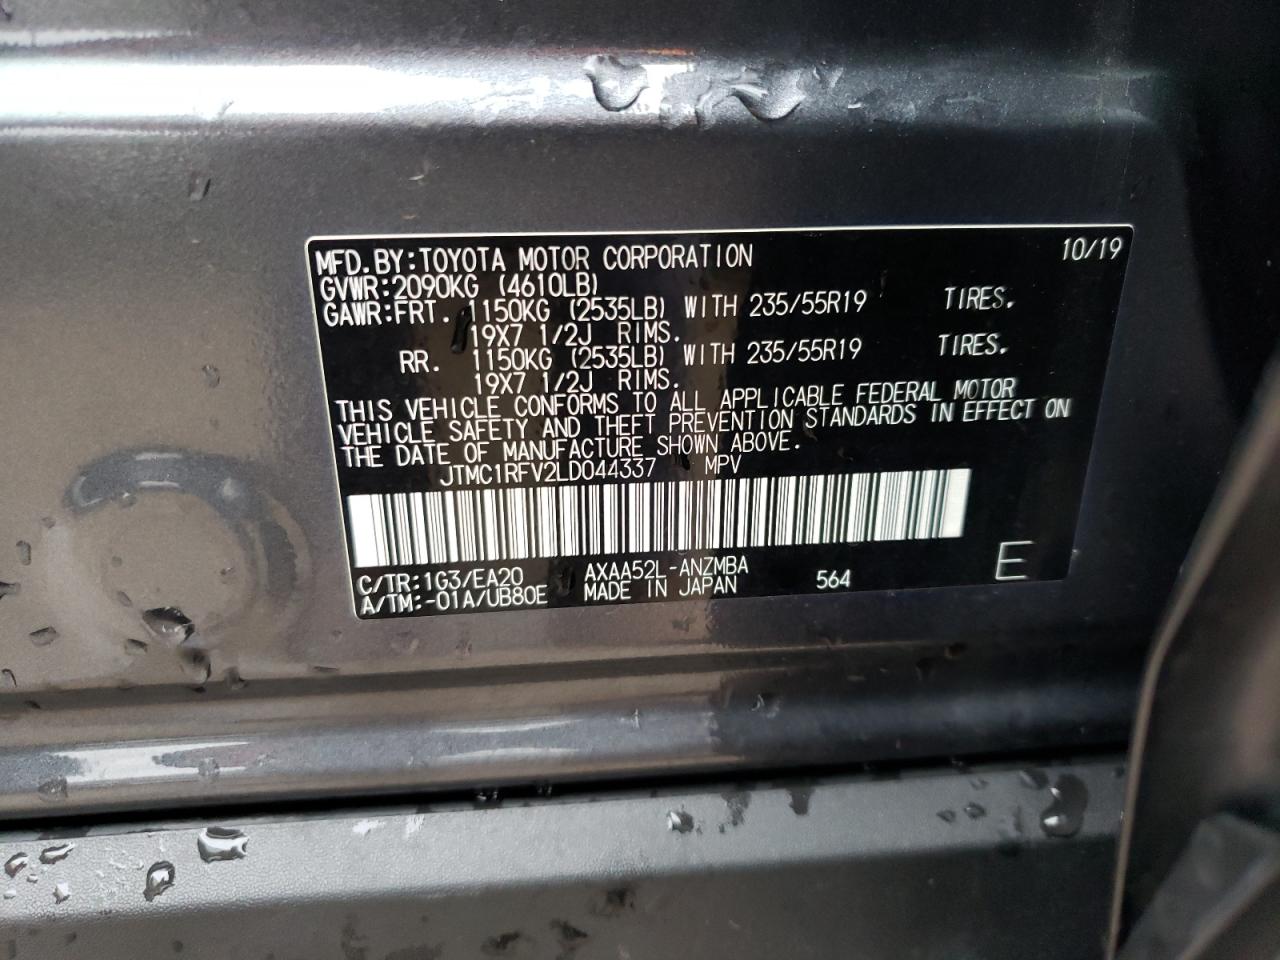 MFD.BY:TOYOTA MOTOR CORPORATION 10/19
GVWR:2090KG (4610LB)
GAWR:FRT. 1150KG (2535LB) WITH 235/55R19 TIRES.
19X7 1/2J RIMS.
RR. 1150KG (2535LB) WITH 235/55R19 TIRES.
19X7 1/2J RIMS.
THIS VEHICLE CONFORMS TO ALL APPLICABLE FEDERAL MOTOR
VEHICLE SAFETY AND THEFT PREVENTION STANDARDS IN EFFECT ON
THE DATE OF MANUFACTURE SHOWN ABOVE.
JTMC1RFV2LD044337 MPV
C/TR:1G3/EA20 AXAA52L-ANZMBA 564 E
A/TM:-01A/UB80E MADE IN JAPAN